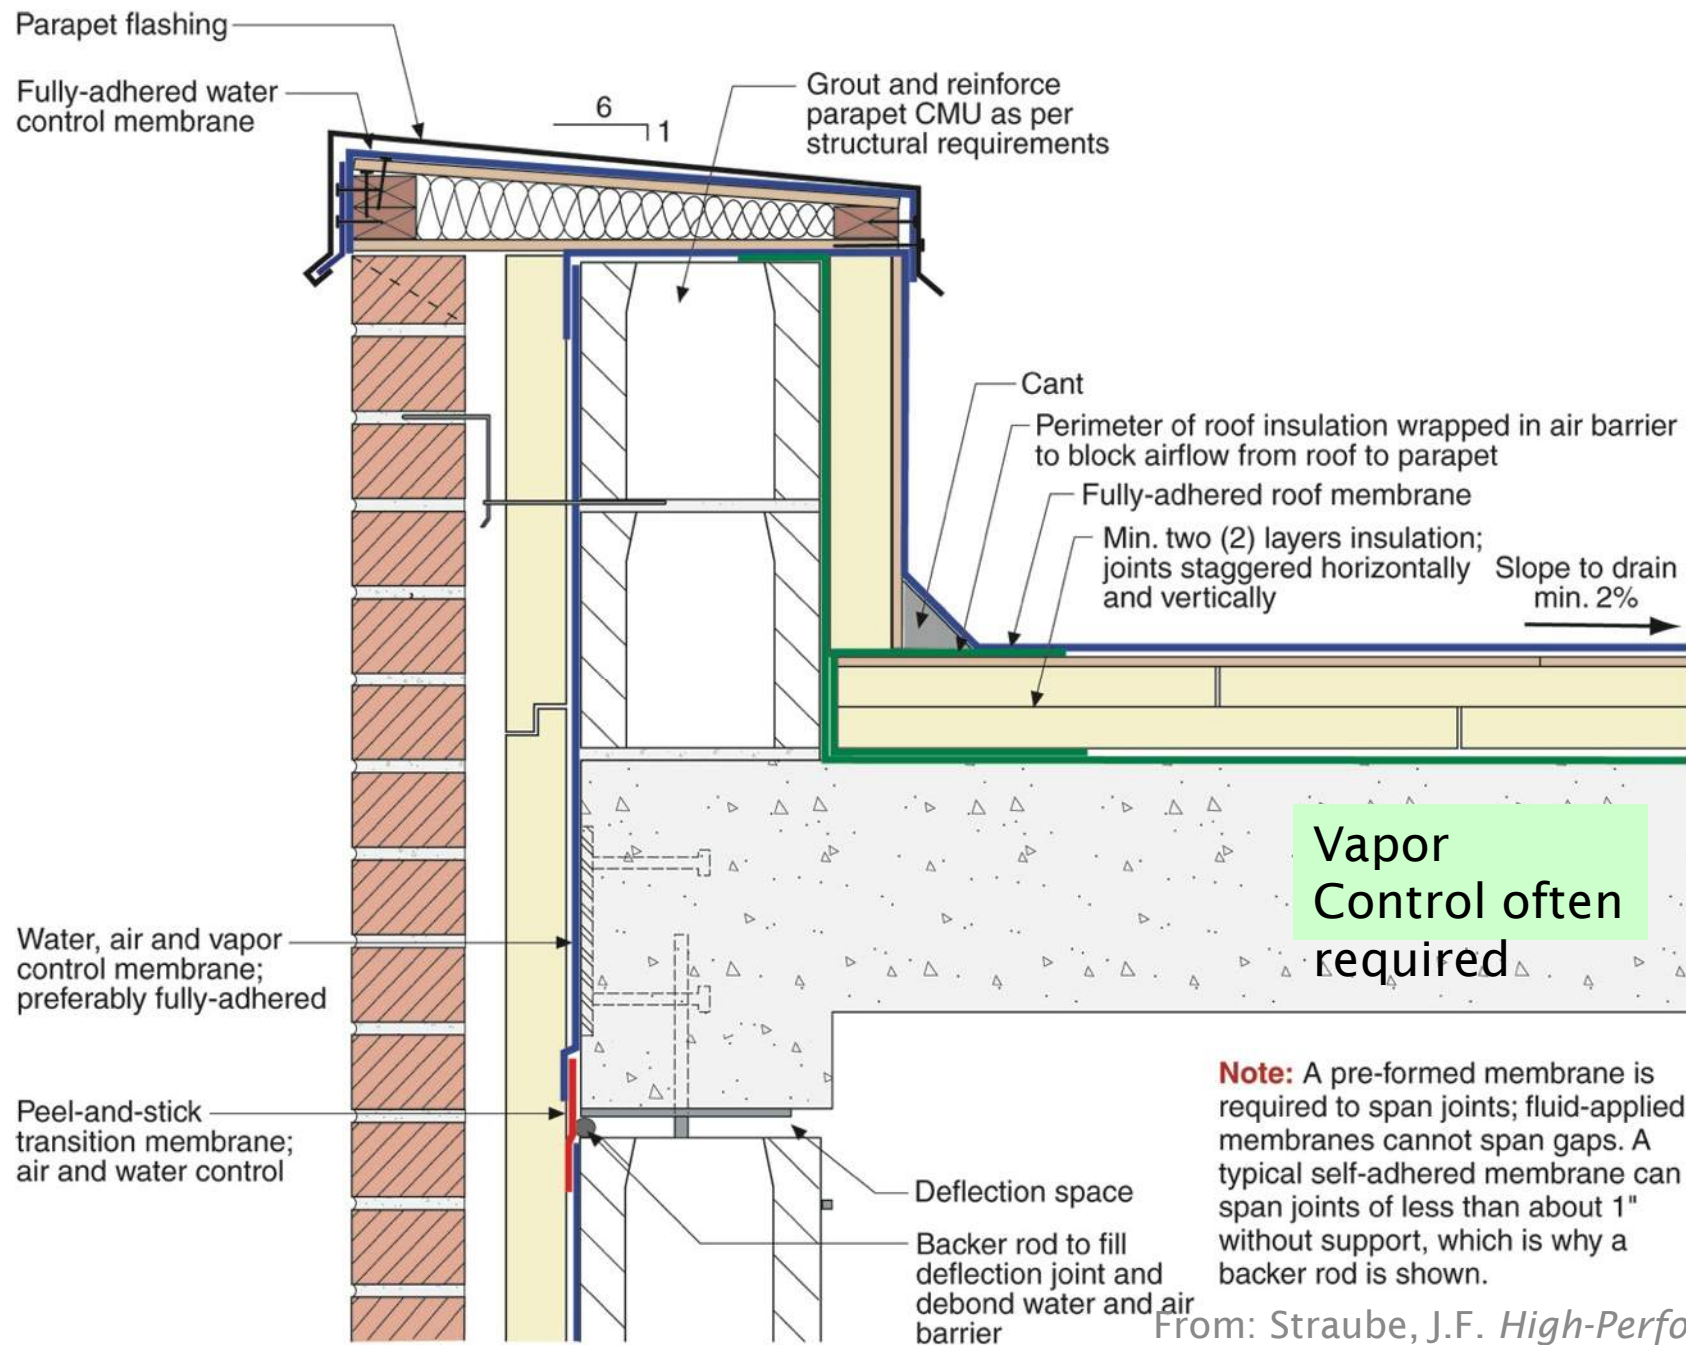 Parapet flashing
Fully-adhered water
control membrane
6
1
Grout and reinforce
parapet CMU as per
structural requirements
Cant
Perimeter of roof insulation wrapped in air barrier
to block airflow from roof to parapet
Fully-adhered roof membrane
Min. two (2) layers insulation;
joints staggered horizontally
and vertically
Slope to drain
min. 2%
Vapor
Control often
required
Water, air and vapor
control membrane;
preferably fully-adhered
Peel-and-stick
transition membrane;
air and water control
Deflection space
Backer rod to fill
deflection joint and
debond water and air
barrier
Note: A pre-formed membrane is
required to span joints; fluid-applied
membranes cannot span gaps. A
typical self-adhered membrane can
span joints of less than about 1"
without support, which is why a
backer rod is shown.
From: Straube, J.F. High-Perfo